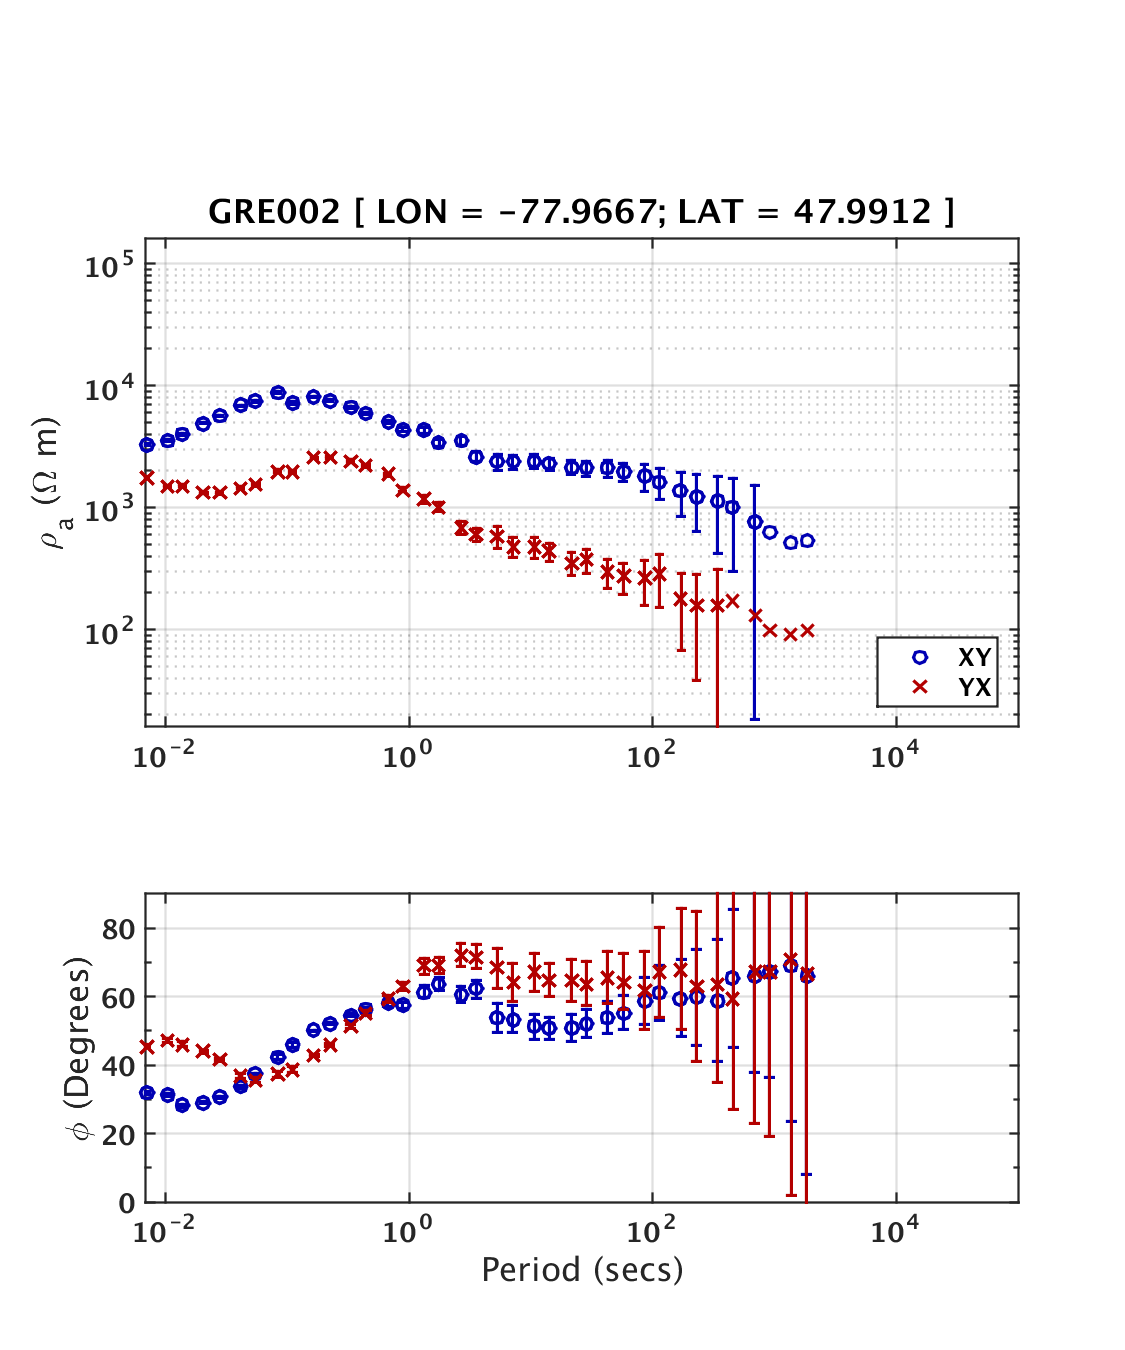 GRE002 [ LON = -77.9667; LAT = 47.9912 ]
10^5
10^4
10^3
10^2
ρ_a (Ω m)
XY
YX
10^-2 10^0 10^2 10^4
80
60
40
20
0
ϕ (Degrees)
10^-2 10^0 10^2 10^4
Period (secs)